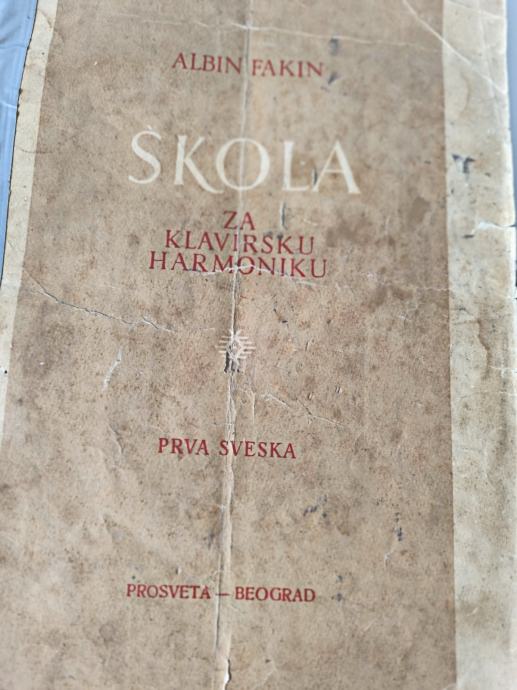 ALBIN FAKIN
ŠKOLA
ZA
KLAVIRSKU
HARMONIKU
PRVA SVESKA
PROSVETA — BEOGRAD